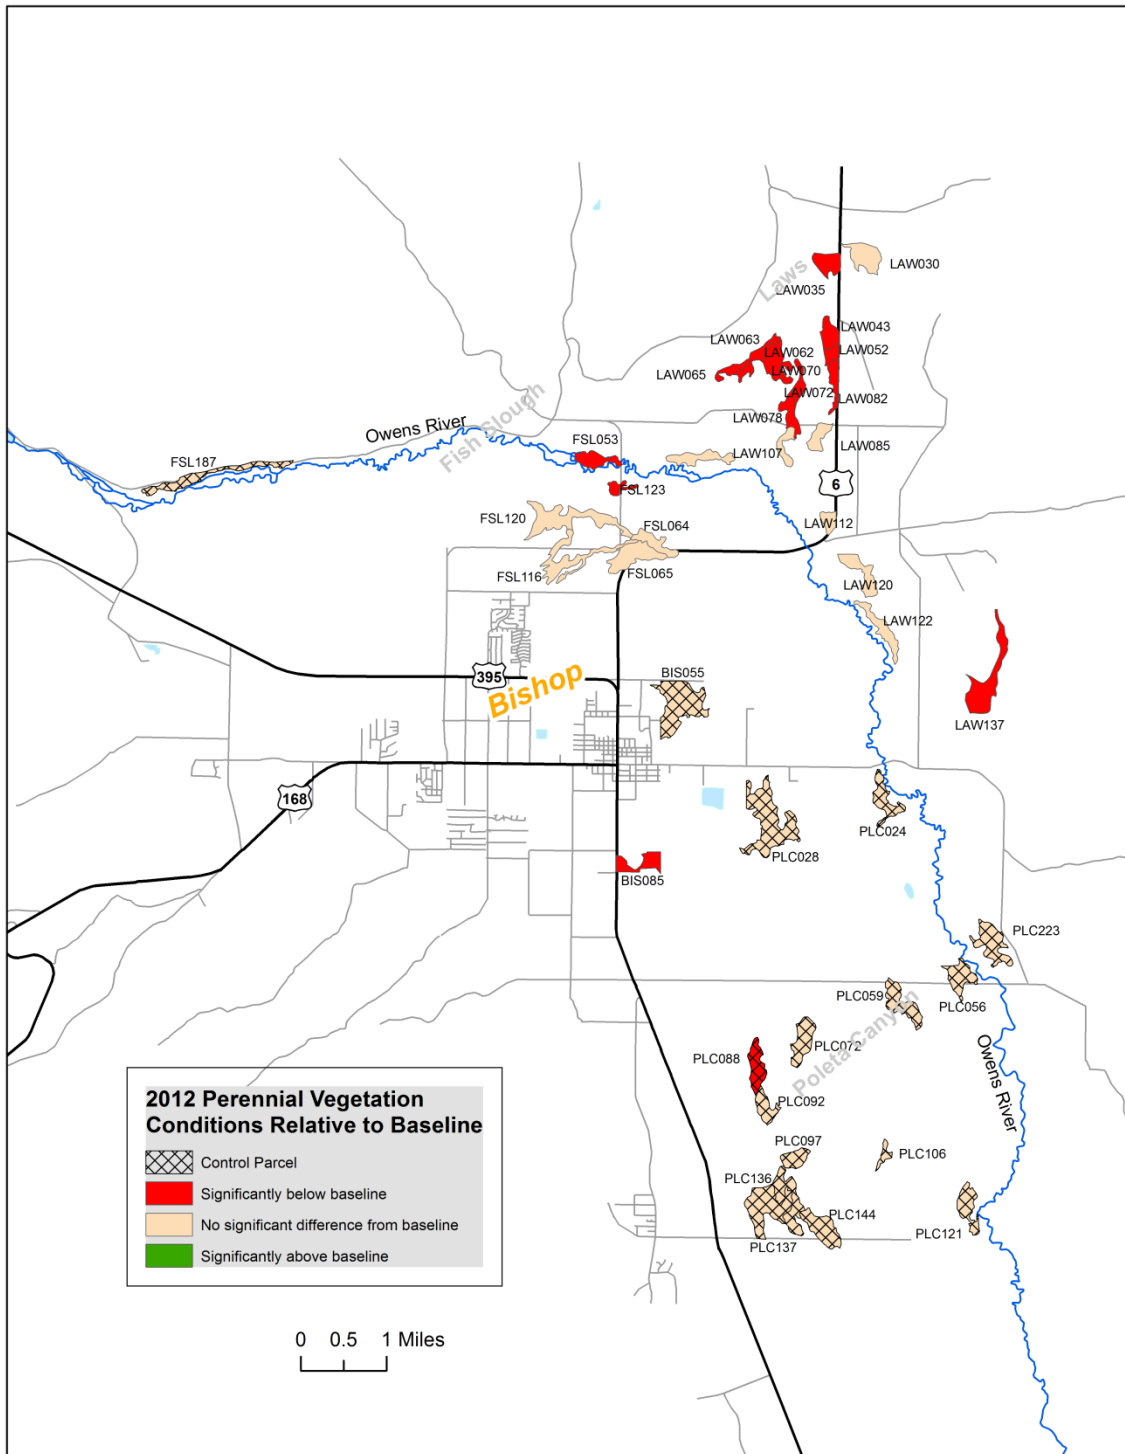 LAW030
Laws
LAW035
LAW043
LAW063
LAW062
LAW052
LAW065
LAW070
LAW072
LAW082
LAW078
Owens River
Fish Slough
FSL053
LAW107
LAW085
FSL187
FSL123
6
FSL120
FSL064
LAW112
FSL116
FSL065
LAW120
LAW122
395
Bishop
BIS055
LAW137
168
PLC024
PLC028
BIS085
PLC223
PLC059
PLC056
PLC072
Poleta Canyon
Owens River
PLC088
PLC092
PLC097
PLC106
PLC136
PLC144
PLC121
PLC137
2012 Perennial Vegetation
Conditions Relative to Baseline
Control Parcel
Significantly below baseline
No significant difference from baseline
Significantly above baseline
0 0.5 1 Miles